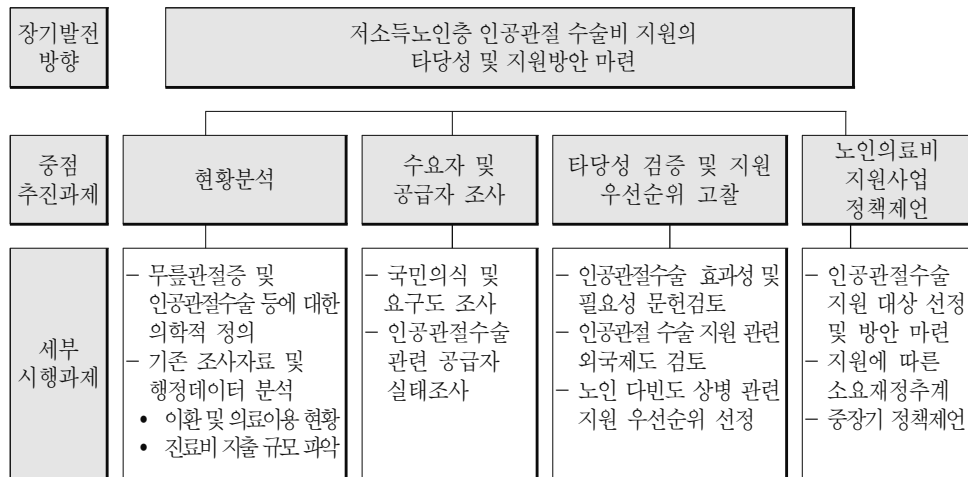 장기발전
방향
저소득노인층 인공관절 수술비 지원의
타당성 및 지원방안 마련
중점
추진과제
현황분석
수요자 및
공급자 조사
타당성 검증 및 지원
우선순위 고찰
노인의료비
지원사업
정책제언
세부
시행과제
– 무릎관절증 및
인공관절수술 등에 대한
의학적 정의
– 기존 조사자료 및
행정데이터 분석
• 이환 및 의료이용 현황
• 진료비 지출 규모 파악
– 국민의식 및
요구도 조사
– 인공관절수술
관련 공급자
실태조사
– 인공관절수술 효과성 및
필요성 문헌검토
– 인공관절 수술 지원 관련
외국제도 검토
– 노인 다빈도 상병 관련
지원 우선순위 선정
– 인공관절수술
지원 대상 선정
및 방안 마련
– 지원에 따른
소요재정추계
– 중장기 정책제언